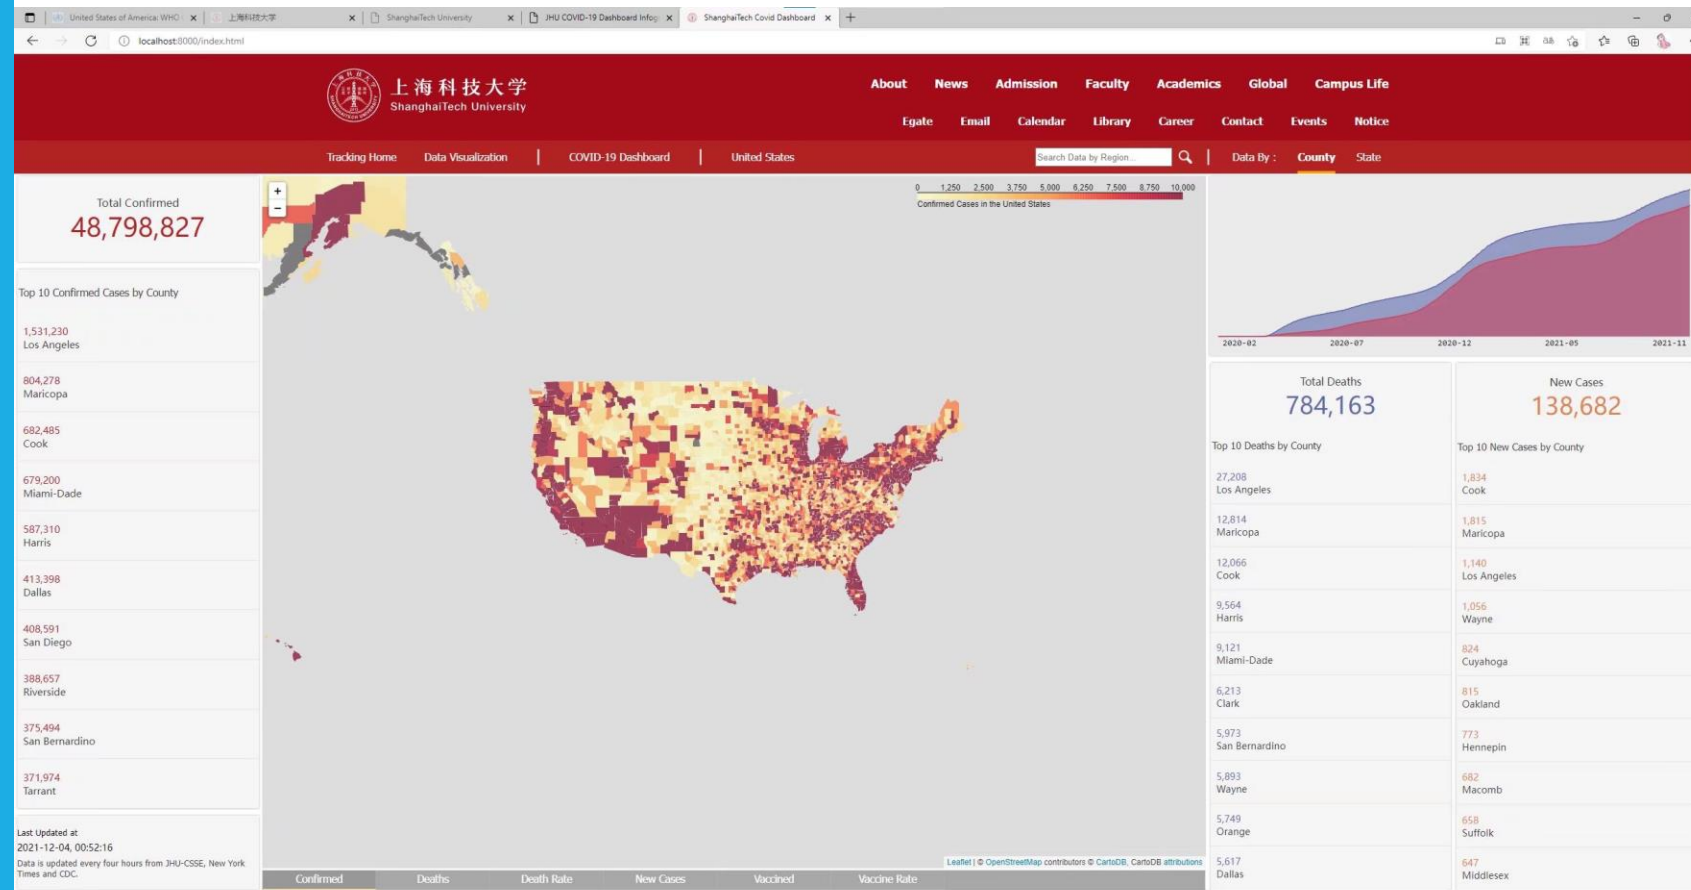 United States of America: WHO
上海科技大学
ShanghaiTech University
JHU COVID-19 Dashboard Infog
ShanghaiTech Covid Dashboard
localhost:8000/index.html
上海科技大学
ShanghaiTech University
About News Admission Faculty Academics Global Campus Life
Egate Email Calendar Library Career Contact Events Notice
Tracking Home Data Visualization | COVID-19 Dashboard | United States
Search Data by Region...
Data By : County State
Total Confirmed
48,798,827
Top 10 Confirmed Cases by County
1,531,230
Los Angeles
804,278
Maricopa
682,485
Cook
679,200
Miami-Dade
587,310
Harris
413,398
Dallas
408,591
San Diego
388,657
Riverside
375,494
San Bernardino
371,974
Tarrant
Last Updated at
2021-12-04, 00:52:16
Data is updated every four hours from JHU-CSSE, New York
Times and CDC.
+
−
0 1,250 2,500 3,750 5,000 6,250 7,500 8,750 10,000
Confirmed Cases in the United States
Leaflet | © OpenStreetMap contributors © CartoDB, CartoDB attributions
Confirmed Deaths Death Rate New Cases Vaccined Vaccine Rate
2020-02 2020-07 2020-12 2021-05 2021-11
Total Deaths
784,163
Top 10 Deaths by County
27,208
Los Angeles
12,814
Maricopa
12,066
Cook
9,564
Harris
9,121
Miami-Dade
6,213
Clark
5,973
San Bernardino
5,893
Wayne
5,749
Orange
5,617
Dallas
New Cases
138,682
Top 10 New Cases by County
1,834
Cook
1,815
Maricopa
1,140
Los Angeles
1,056
Wayne
824
Cuyahoga
815
Oakland
773
Hennepin
682
Macomb
658
Suffolk
647
Middlesex